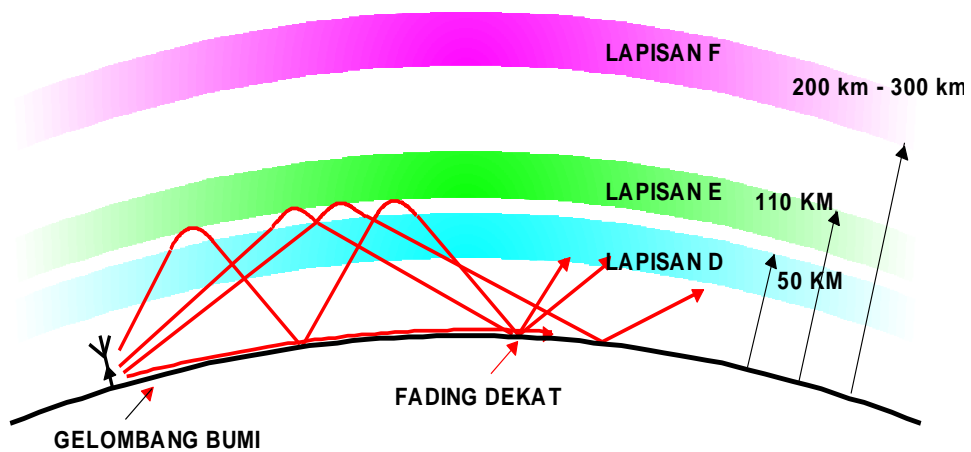 LAPISAN F
200 km - 300 km
LAPISAN E
110 KM
LAPISAN D
50 KM
FADING DEKAT
GELOMBANG BUMI